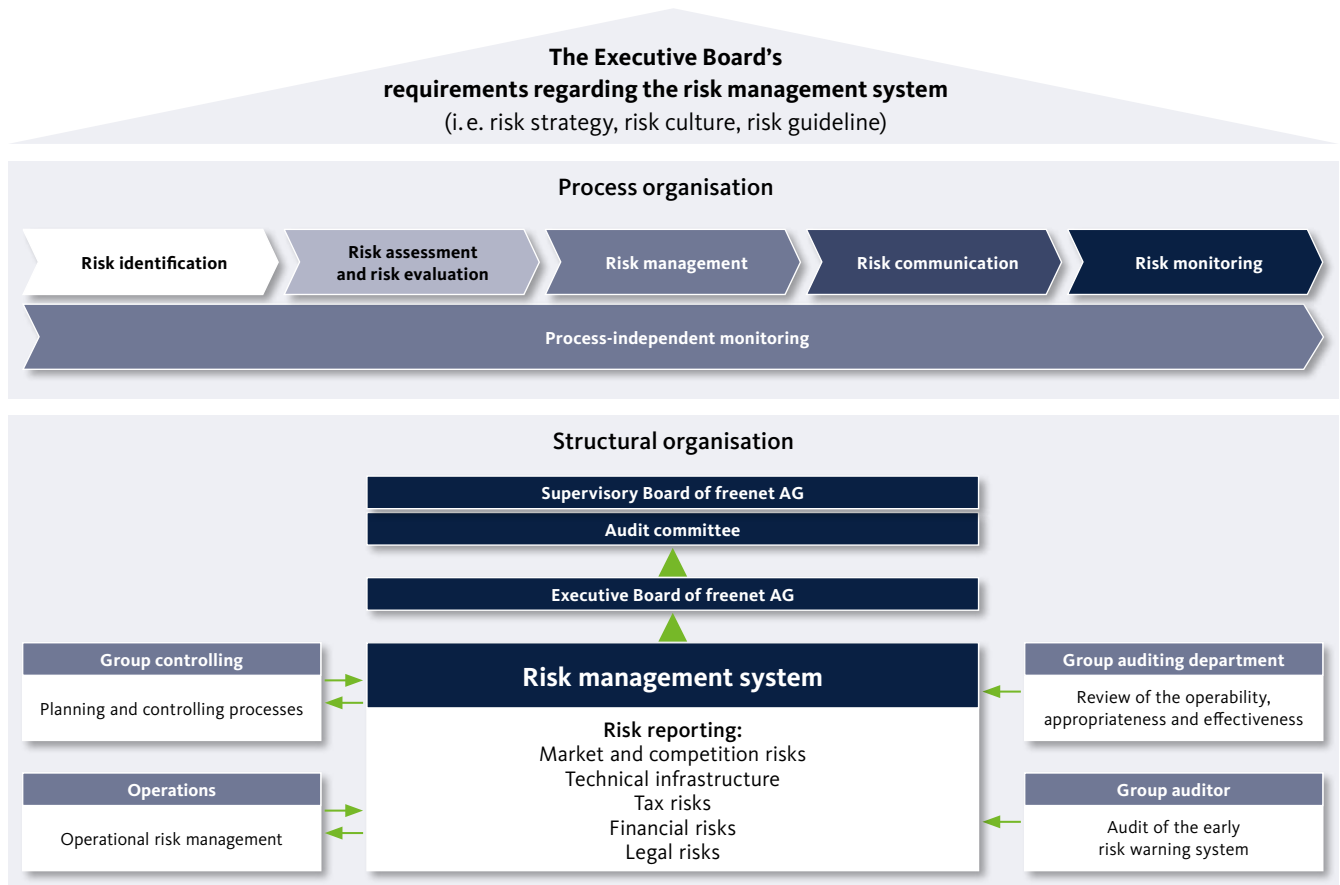 The Executive Board's
requirements regarding the risk management system
(i. e. risk strategy, risk culture, risk guideline)
Process organisation
Risk identification
Risk assessment
and risk evaluation
Risk management
Risk communication
Risk monitoring
Process-independent monitoring
Structural organisation
Supervisory Board of freenet AG
Audit committee
Executive Board of freenet AG
Group controlling
Planning and controlling processes
Operations
Operational risk management
Risk management system
Risk reporting:
Market and competition risks
Technical infrastructure
Tax risks
Financial risks
Legal risks
Group auditing department
Review of the operability,
appropriateness and effectiveness
Group auditor
Audit of the early
risk warning system